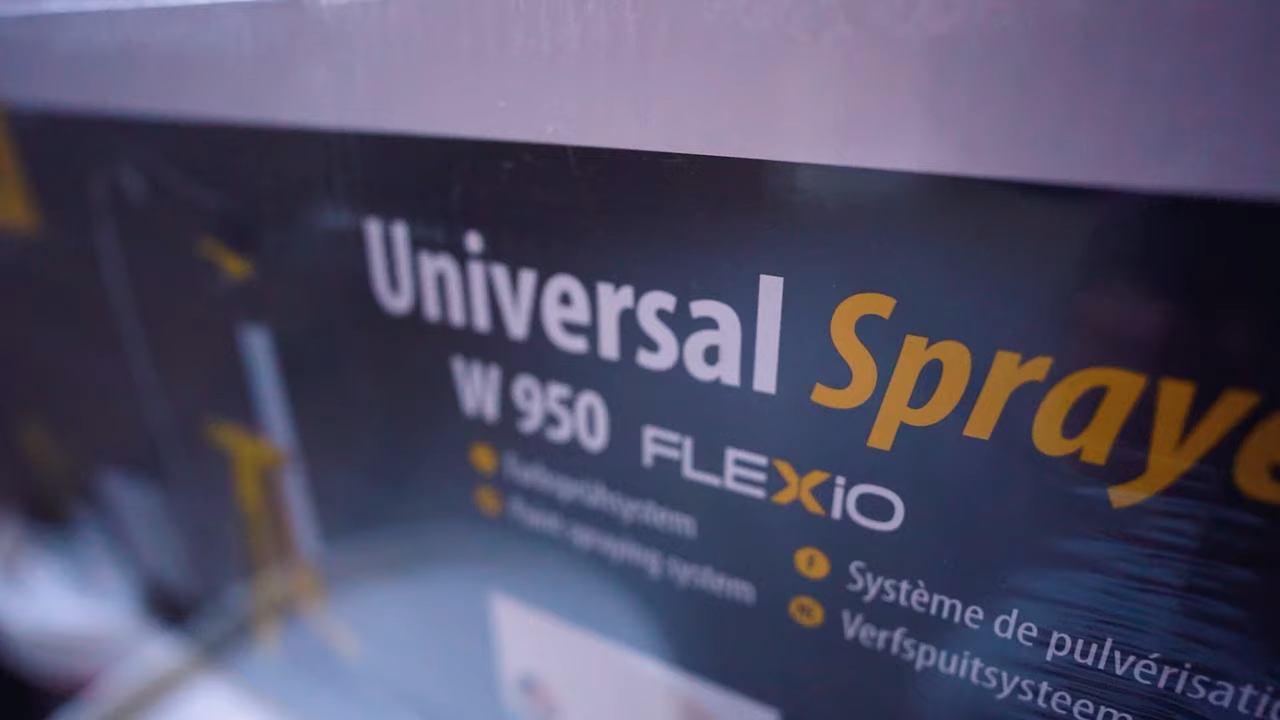 Universal Spraye
W 950 FLEXiO
Farbsprühsystem
Paint spraying system
F Système de pulvérisati
Verfspuitsysteem